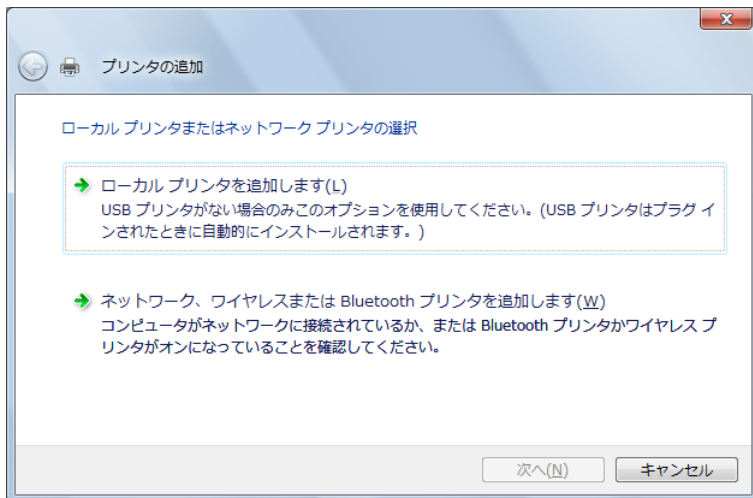 プリンタの追加
ローカル プリンタまたはネットワーク プリンタの選択
ローカル プリンタを追加します(L)
USB プリンタがない場合のみこのオプションを使用してください。(USB プリンタはプラグ イ
ンされたときに自動的にインストールされます。)
ネットワーク、ワイヤレスまたは Bluetooth プリンタを追加します(W)
コンピュータがネットワークに接続されているか、または Bluetooth プリンタかワイヤレス プ
リンタがオンになっていることを確認してください。
次へ(N) キャンセル